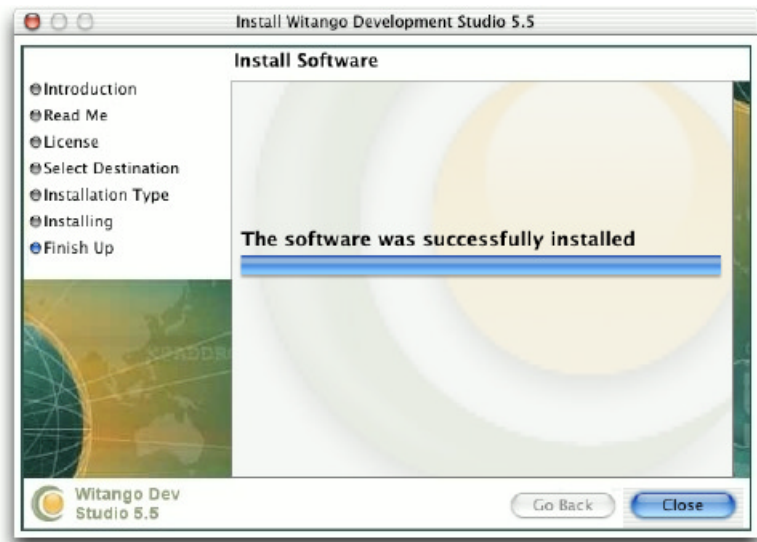 Install Witango Development Studio 5.5
Install Software
Introduction
Read Me
License
Select Destination
Installation Type
Installing
Finish Up
The software was successfully installed
Witango Dev
Studio 5.5
Go Back
Close